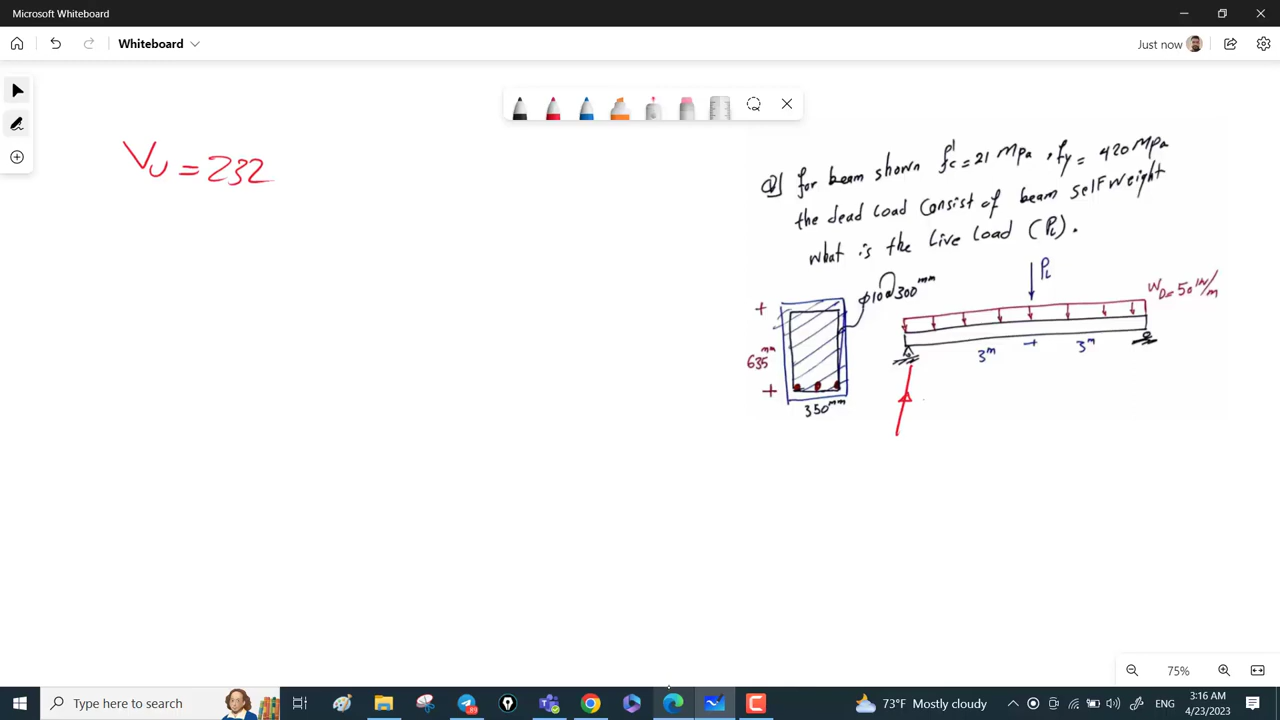 Microsoft Whiteboard
Whiteboard
Just now
Vu = 232
Q1] for beam shown fc' = 21 MPa, fy = 420 MPa
the dead Load Consist of beam selfweight
what is the Live Load (PL).
ϕ10@300mm
PL
WD = 50 kN/m
635mm
3m
3m
350mm
75%
Type here to search
73°F Mostly cloudy
ENG
3:16 AM
4/23/2023